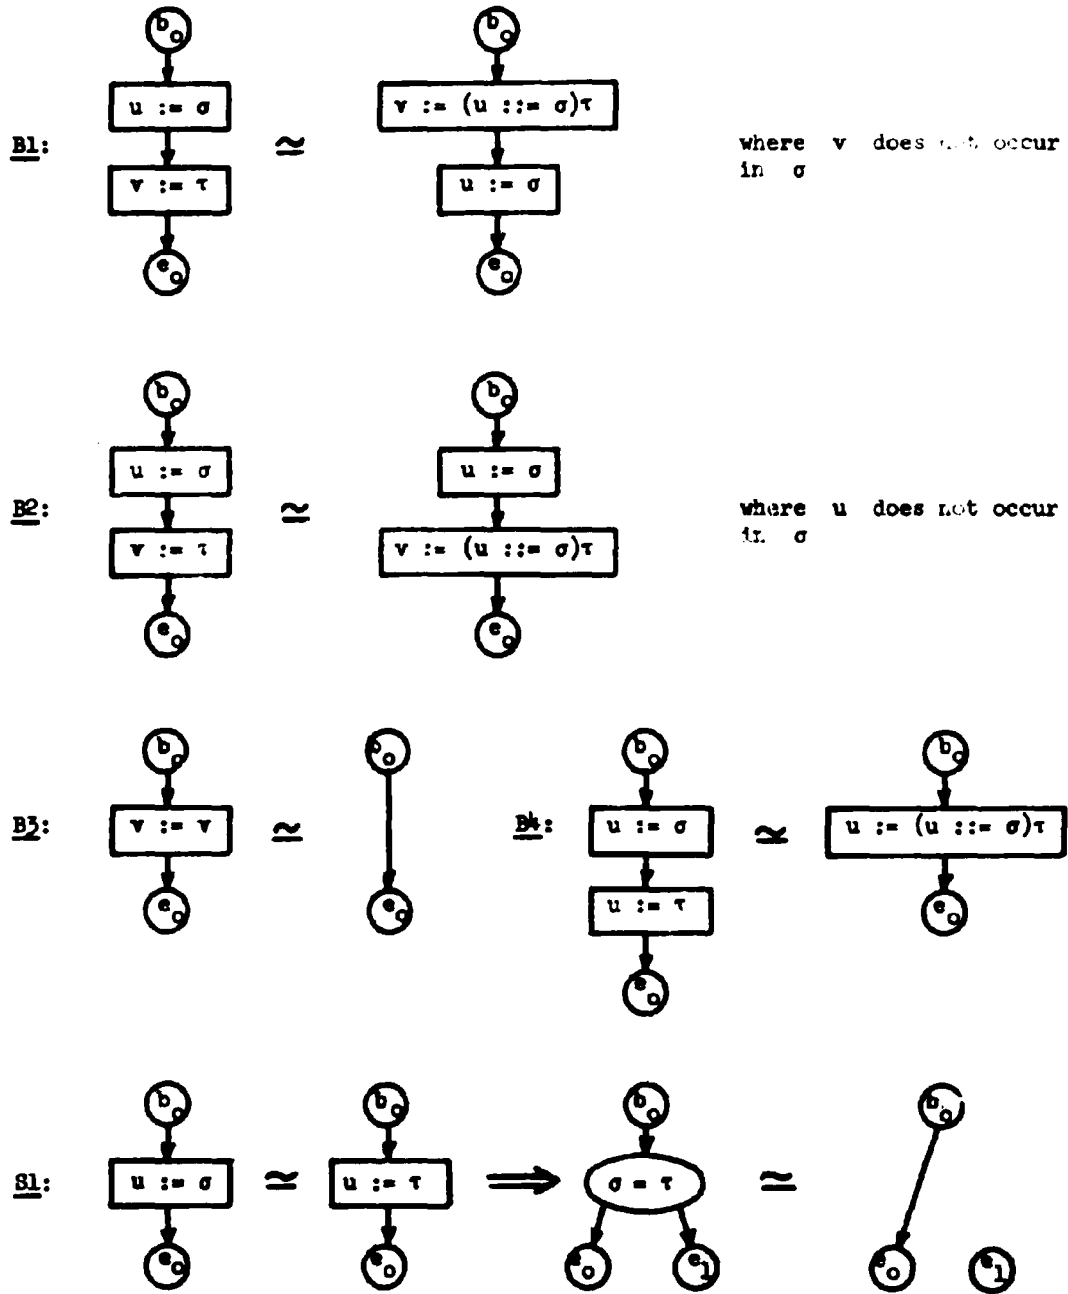 b₀ b₀
u := σ v := (u ::= σ)τ
B1: ≃ where v does not occur
in σ
v := τ u := σ
e₀ e₀
b₀ b₀
u := σ u := σ
B2: ≃ where u does not occur
in σ
v := τ v := (u ::= σ)τ
e₀ e₀
b₀ b₀ b₀ b₀
B3: v := v ≃ B4: u := σ ≃ u := (u ::= σ)τ
e₀ e₀ u := τ e₀
e₀
b₀ b₀ b₀ b₀
S1: u := σ ≃ u := τ ⟹ σ = τ ≃
e₀ e₀ e₀ e₁ e₀ e₁